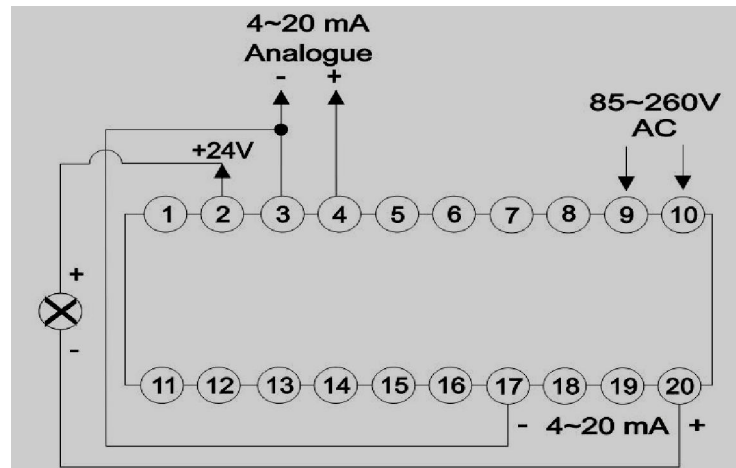 4~20 mA
Analogue
- +
85~260V
AC
+24V
1 2 3 4 5 6 7 8 9 10
+
-
11 12 13 14 15 16 17 18 19 20
- 4~20 mA +